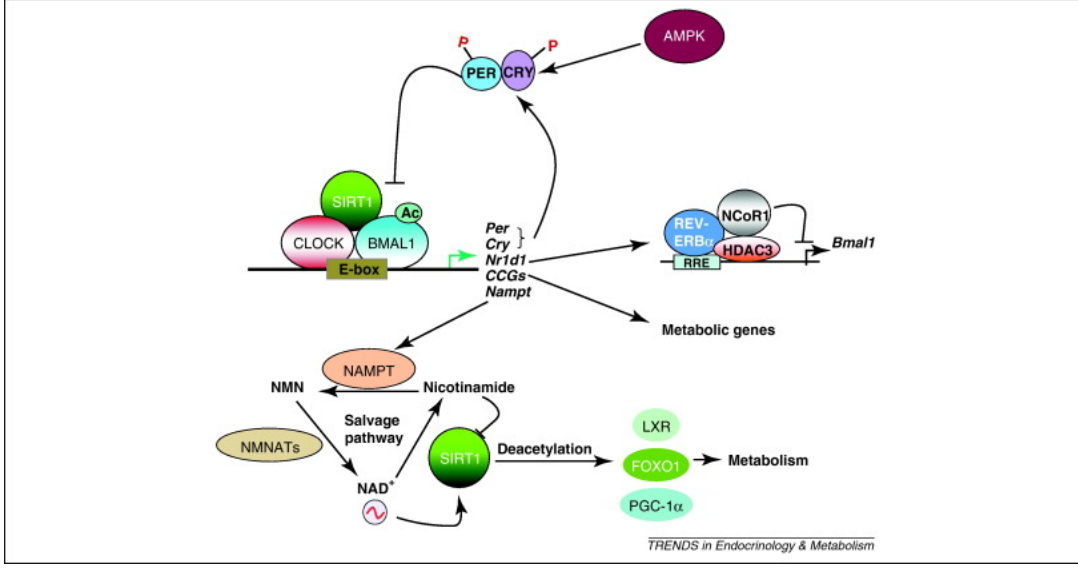 P
P
AMPK
PER
CRY
SIRT1
Ac
CLOCK
BMAL1
E-box
Per
Cry
Nr1d1
CCGs
Nampt
REV-
ERBα
NCoR1
HDAC3
RRE
Bmal1
Metabolic genes
NAMPT
NMN
Nicotinamide
Salvage
pathway
NMNATs
NAD+
SIRT1
Deacetylation
LXR
FOXO1
PGC-1α
Metabolism
TRENDS in Endocrinology & Metabolism